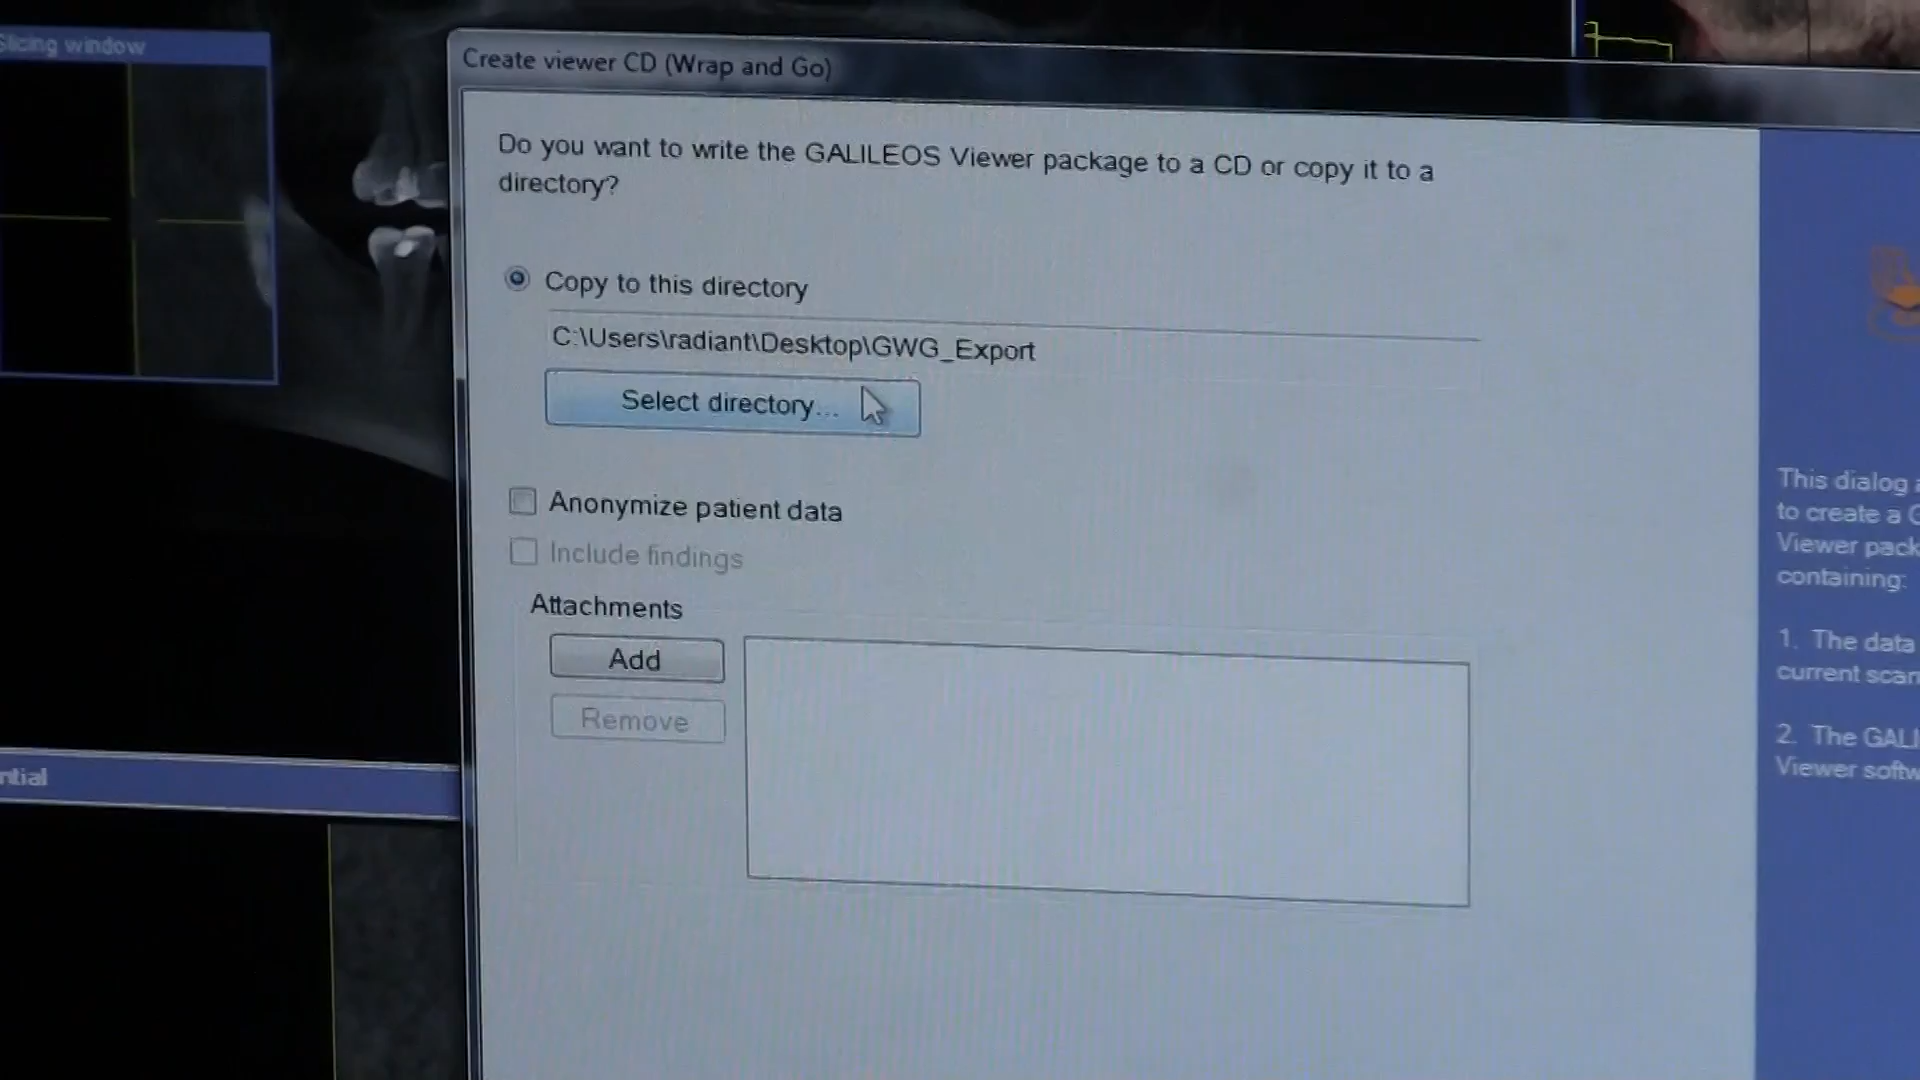 Slicing window
Create viewer CD (Wrap and Go)
Do you want to write the GALILEOS Viewer package to a CD or copy it to a
directory?
Copy to this directory
C:\Users\radiant\Desktop\GWG_Export
Select directory...
Anonymize patient data
Include findings
Attachments
Add
Remove
This dialog
to create a
Viewer pack
containing:
1. The data
current scan
2. The GALI
Viewer softw
ntial